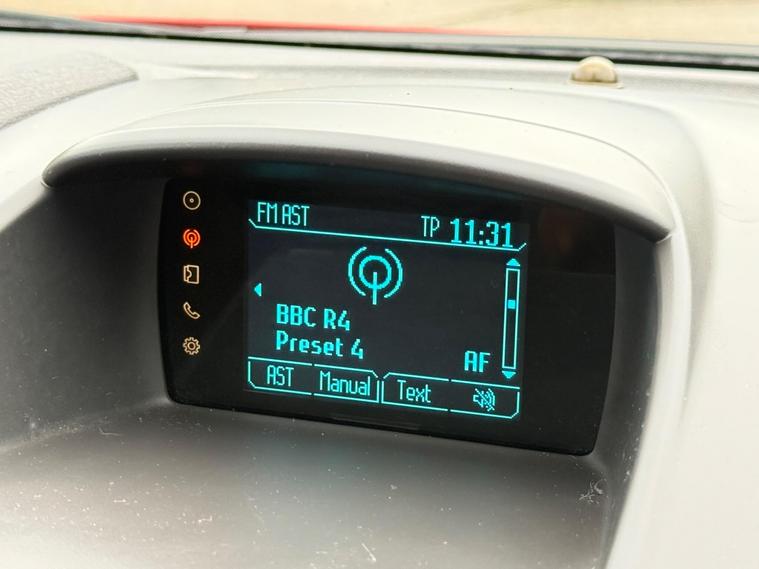 FM AST TP 11:31
BBC R4
Preset 4 AF
AST Manual Text